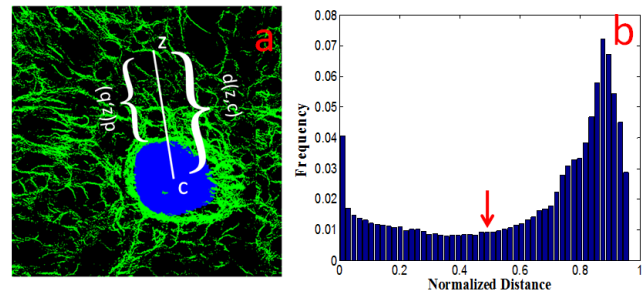 a
z
d(z,b)
d(z,c)
c
b
Frequency
0.08
0.07
0.06
0.05
0.04
0.03
0.02
0.01
0
0 0.2 0.4 0.6 0.8 1
Normalized Distance